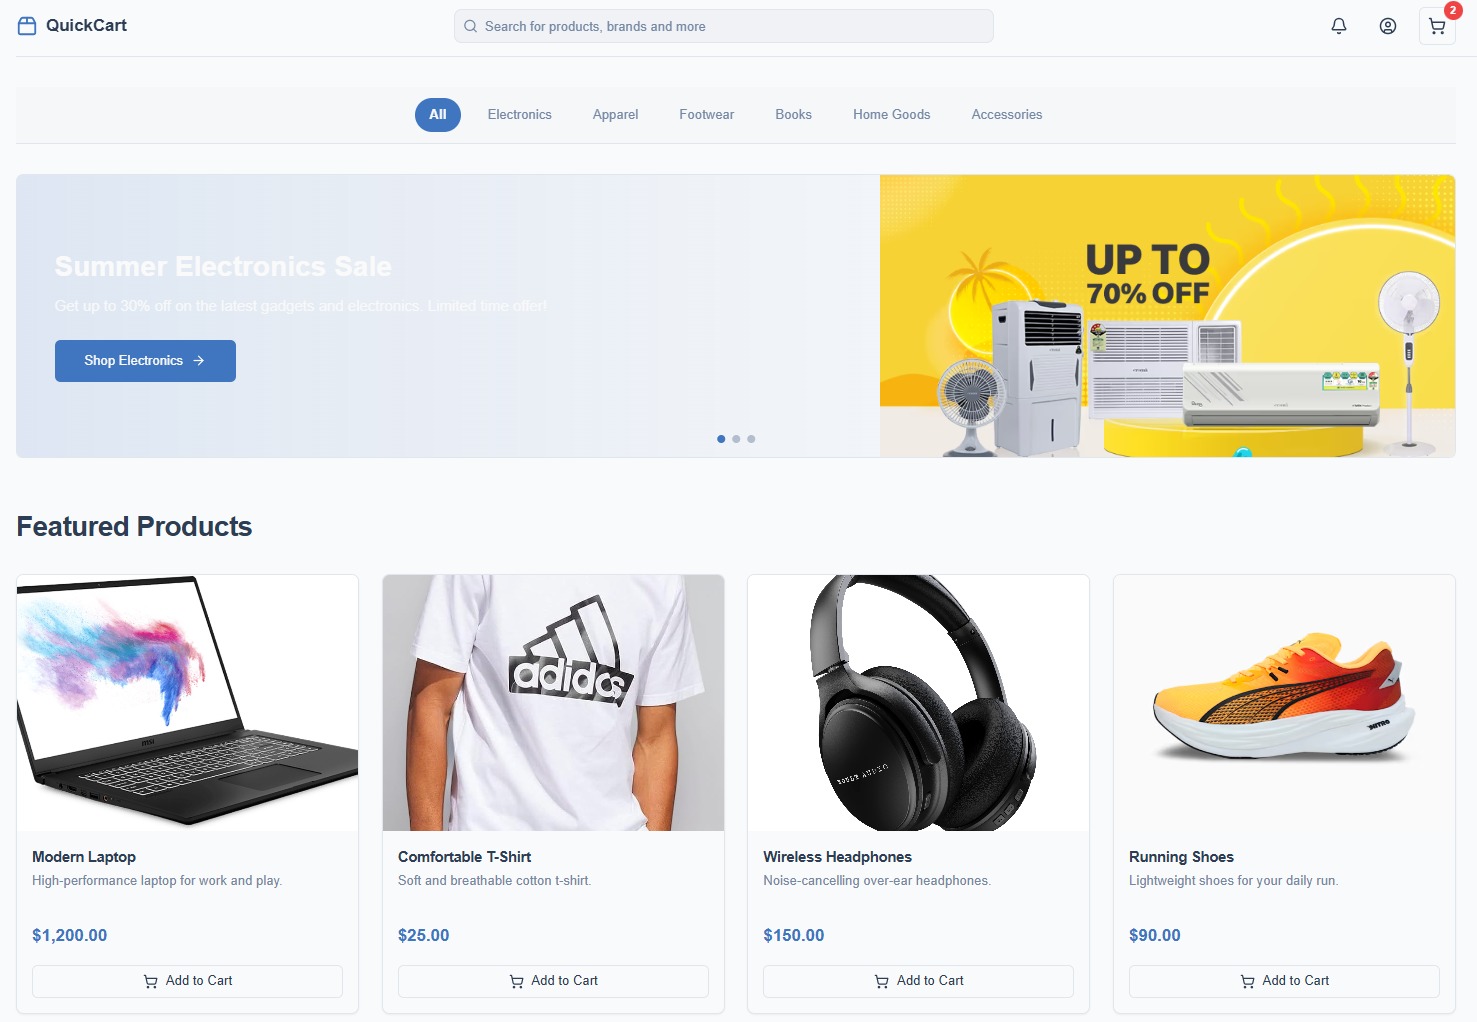 QuickCart
Search for products, brands and more
2
All
Electronics
Apparel
Footwear
Books
Home Goods
Accessories
Summer Electronics Sale
Get up to 30% off on the latest gadgets and electronics. Limited time offer!
Shop Electronics
UP TO
70% OFF
Featured Products
msi
adidas
NITRO
Modern Laptop
High-performance laptop for work and play.
$1,200.00
Add to Cart
Comfortable T-Shirt
Soft and breathable cotton t-shirt.
$25.00
Add to Cart
Wireless Headphones
Noise-cancelling over-ear headphones.
$150.00
Add to Cart
Running Shoes
Lightweight shoes for your daily run.
$90.00
Add to Cart